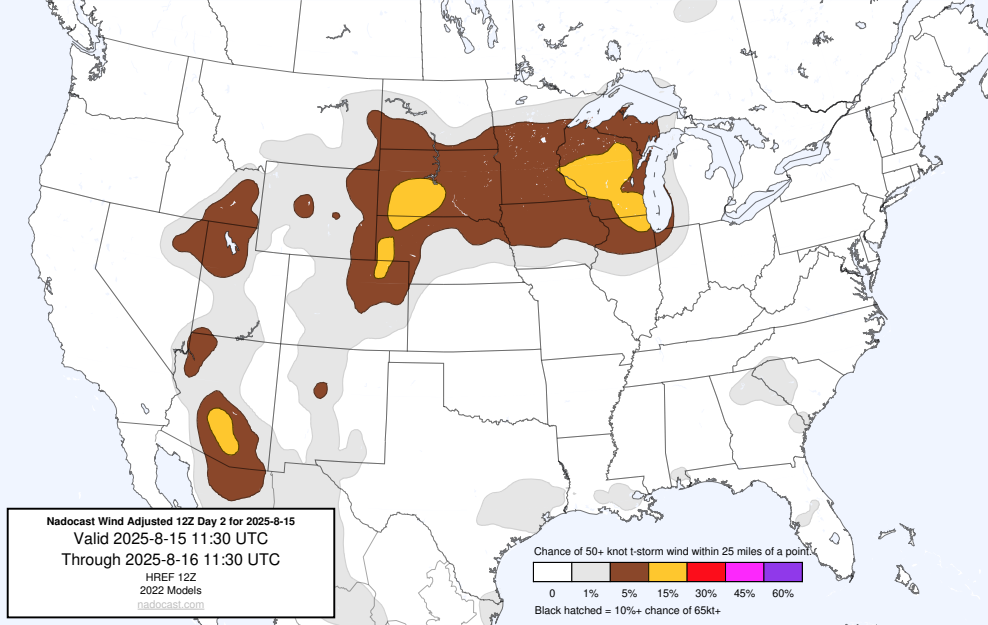 Nadocast Wind Adjusted 12Z Day 2 for 2025-8-15
Valid 2025-8-15 11:30 UTC
Through 2025-8-16 11:30 UTC
HREF 12Z
2022 Models
nadocast.com
Chance of 50+ knot t-storm wind within 25 miles of a point.
0 1% 5% 15% 30% 45% 60%
Black hatched = 10%+ chance of 65kt+